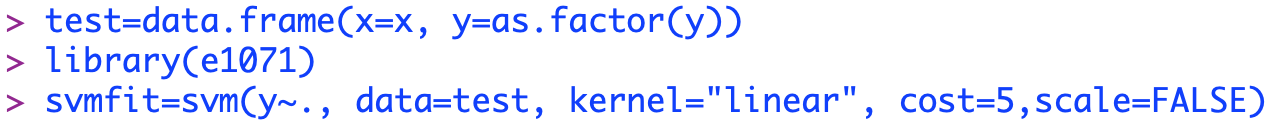 > test=data.frame(x=x, y=as.factor(y))
> library(e1071)
> svmfit=svm(y~., data=test, kernel="linear", cost=5,scale=FALSE)